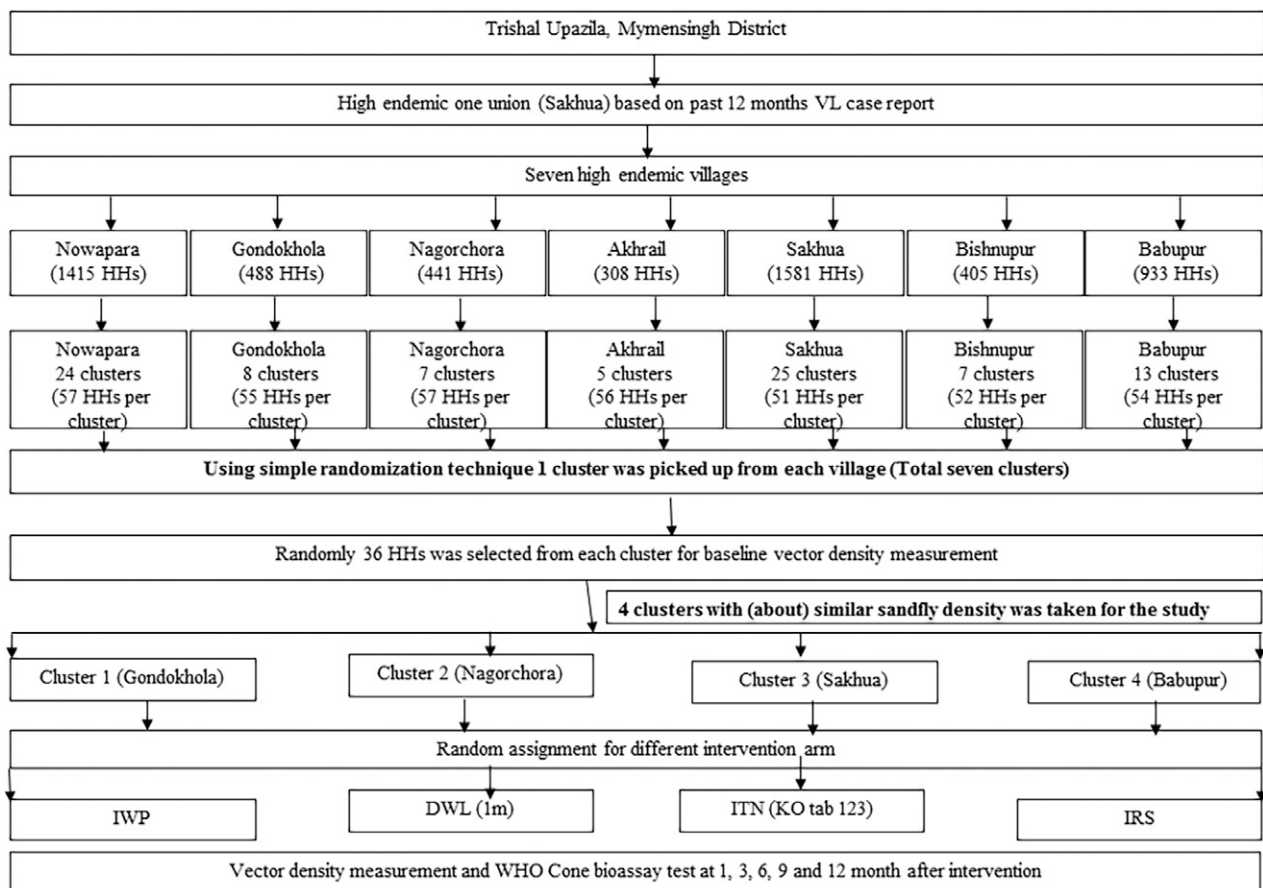 Trishal Upazila, Mymensingh District
High endemic one union (Sakhua) based on past 12 months VL case report
Seven high endemic villages
Nowapara
(1415 HHs)
Gondokhola
(488 HHs)
Nagorchora
(441 HHs)
Akhrail
(308 HHs)
Sakhua
(1581 HHs)
Bishnupur
(405 HHs)
Babupur
(933 HHs)
Nowapara
24 clusters
(57 HHs per
cluster)
Gondokhola
8 clusters
(55 HHs per
cluster)
Nagorchora
7 clusters
(57 HHs per
cluster)
Akhrail
5 clusters
(56 HHs per
cluster)
Sakhua
25 clusters
(51 HHs per
cluster)
Bishnupur
7 clusters
(52 HHs per
cluster)
Babupur
13 clusters
(54 HHs per
cluster)
Using simple randomization technique 1 cluster was picked up from each village (Total seven clusters)
Randomly 36 HHs was selected from each cluster for baseline vector density measurement
4 clusters with (about) similar sandfly density was taken for the study
Cluster 1 (Gondokhola)
Cluster 2 (Nagorchora)
Cluster 3 (Sakhua)
Cluster 4 (Babupur)
Random assignment for different intervention arm
IWP
DWL (1m)
ITN (KO tab 123)
IRS
Vector density measurement and WHO Cone bioassay test at 1, 3, 6, 9 and 12 month after intervention